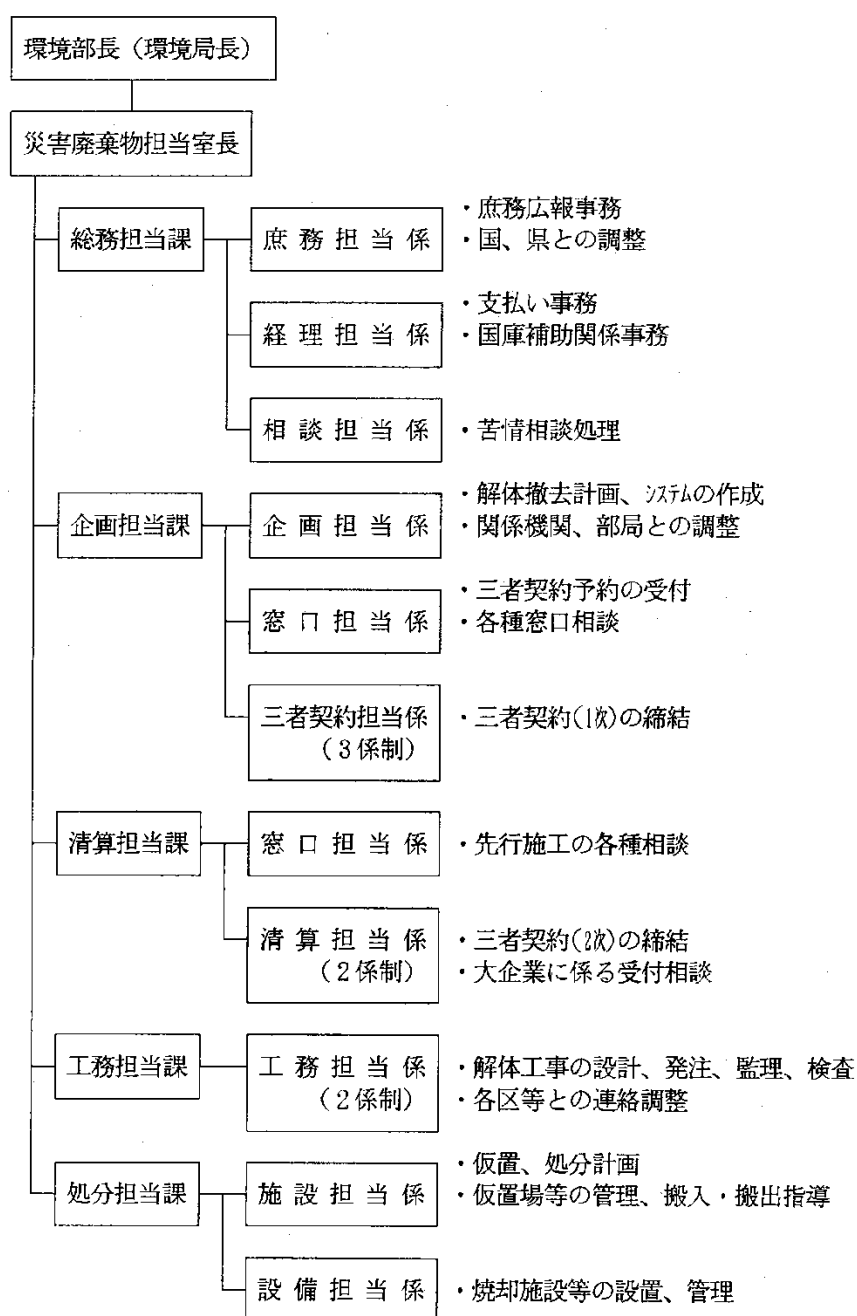 環境部長（環境局長）
災害廃棄物担当室長
総務担当課
庶務担当係
・庶務広報事務
・国、県との調整
経理担当係
・支払い事務
・国庫補助関係事務
相談担当係
・苦情相談処理
企画担当課
企画担当係
・解体撤去計画、ｼｽﾃﾑの作成
・関係機関、部局との調整
窓口担当係
・三者契約予約の受付
・各種窓口相談
三者契約担当係
（３係制）
・三者契約(1次)の締結
清算担当課
窓口担当係
・先行施工の各種相談
清算担当係
（２係制）
・三者契約(2次)の締結
・大企業に係る受付相談
工務担当課
工務担当係
（２係制）
・解体工事の設計、発注、監理、検査
・各区等との連絡調整
処分担当課
施設担当係
・仮置、処分計画
・仮置場等の管理、搬入・搬出指導
設備担当係
・焼却施設等の設置、管理